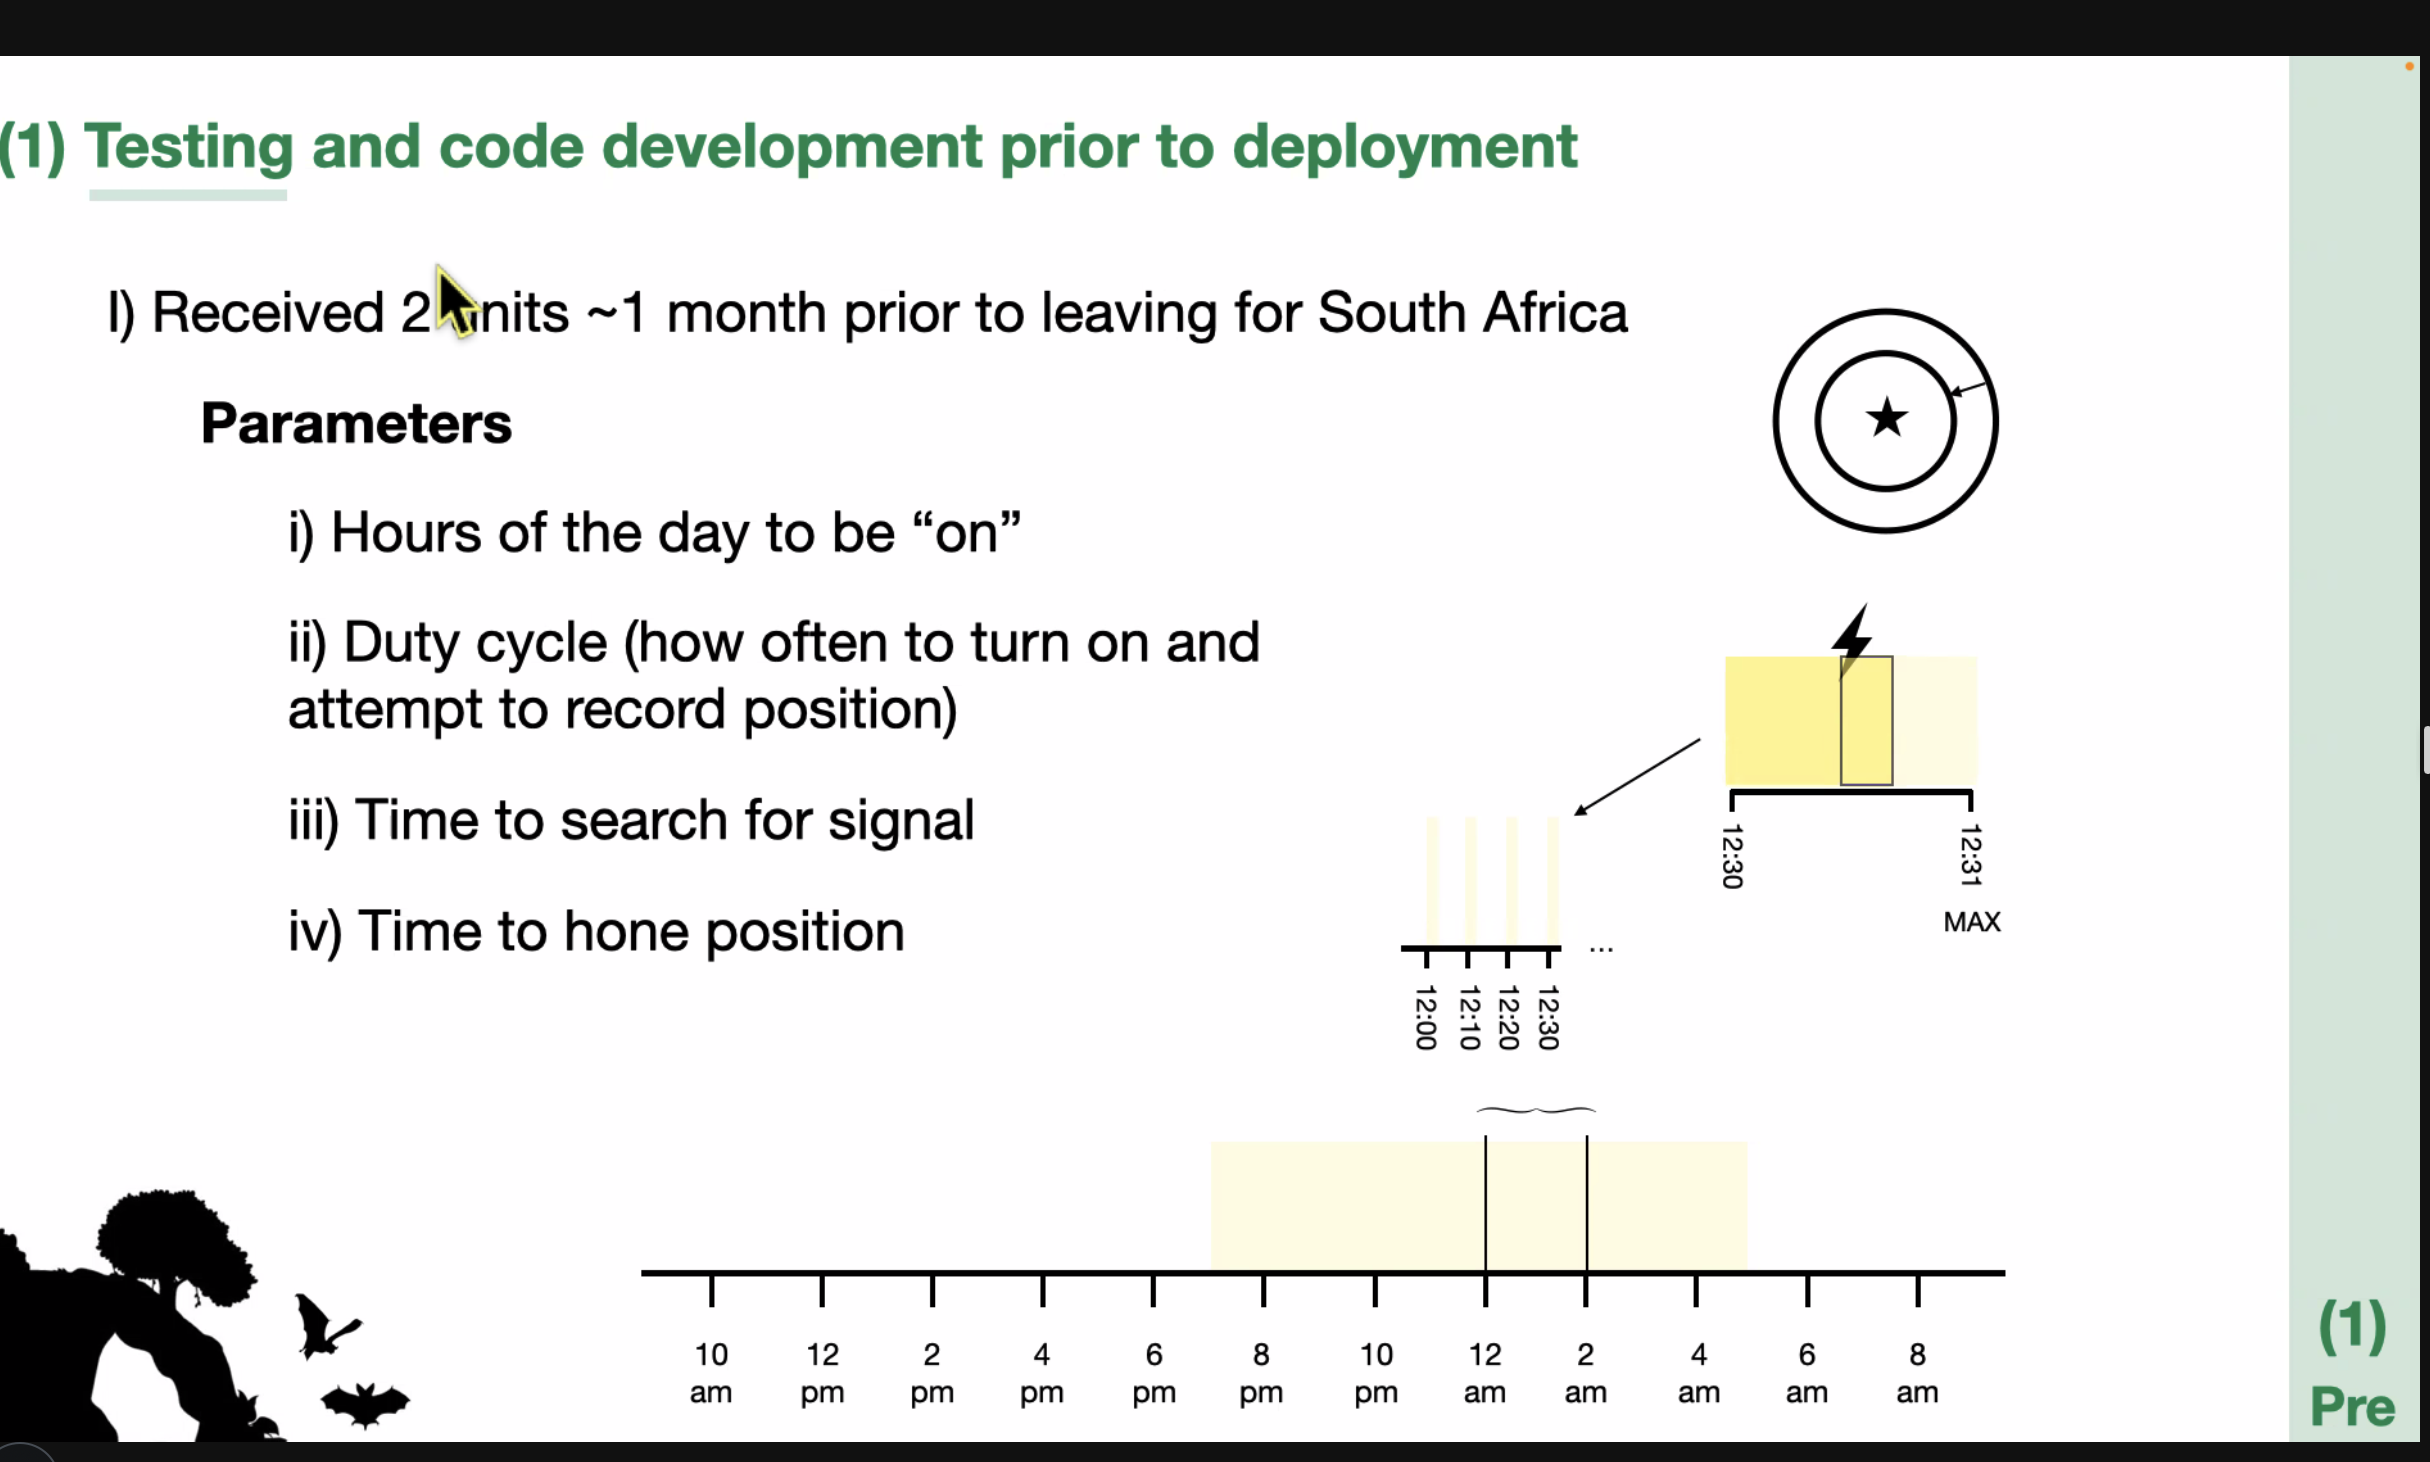 (1) Testing and code development prior to deployment
I) Received 2 units ~1 month prior to leaving for South Africa
Parameters
i) Hours of the day to be “on”
ii) Duty cycle (how often to turn on and
attempt to record position)
iii) Time to search for signal
iv) Time to hone position
12:30
12:31
MAX
...
12:00
12:10
12:20
12:30
10 am
12 pm
2 pm
4 pm
6 pm
8 pm
10 pm
12 am
2 am
4 am
6 am
8 am
(1)
Pre